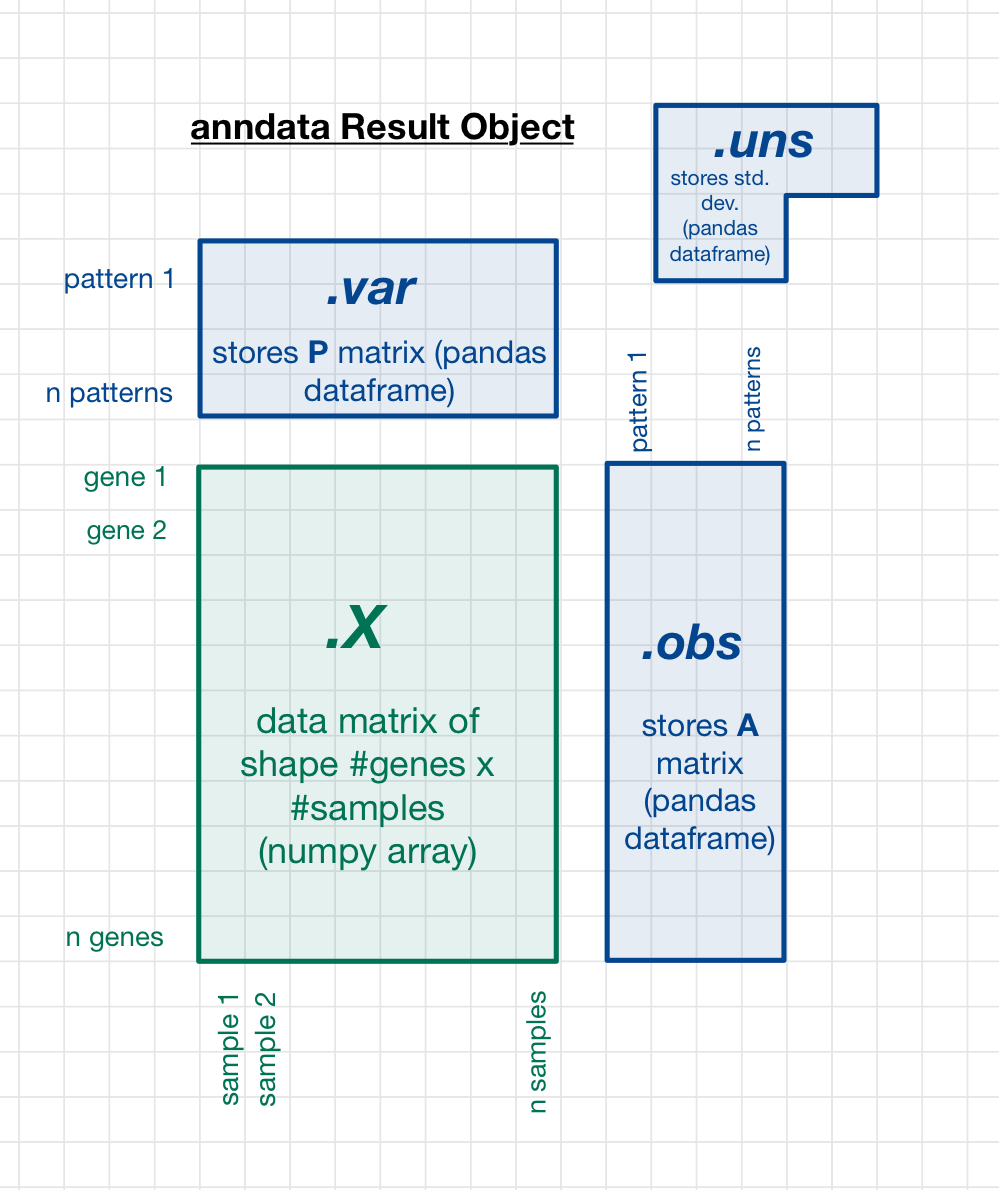 anndata Result Object
.uns
stores std.
dev.
(pandas
dataframe)
pattern 1
n patterns
.var
stores P matrix (pandas
dataframe)
pattern 1
n patterns
gene 1
gene 2
n genes
.X
data matrix of
shape #genes x
#samples
(numpy array)
.obs
stores A
matrix
(pandas
dataframe)
sample 1
sample 2
n samples